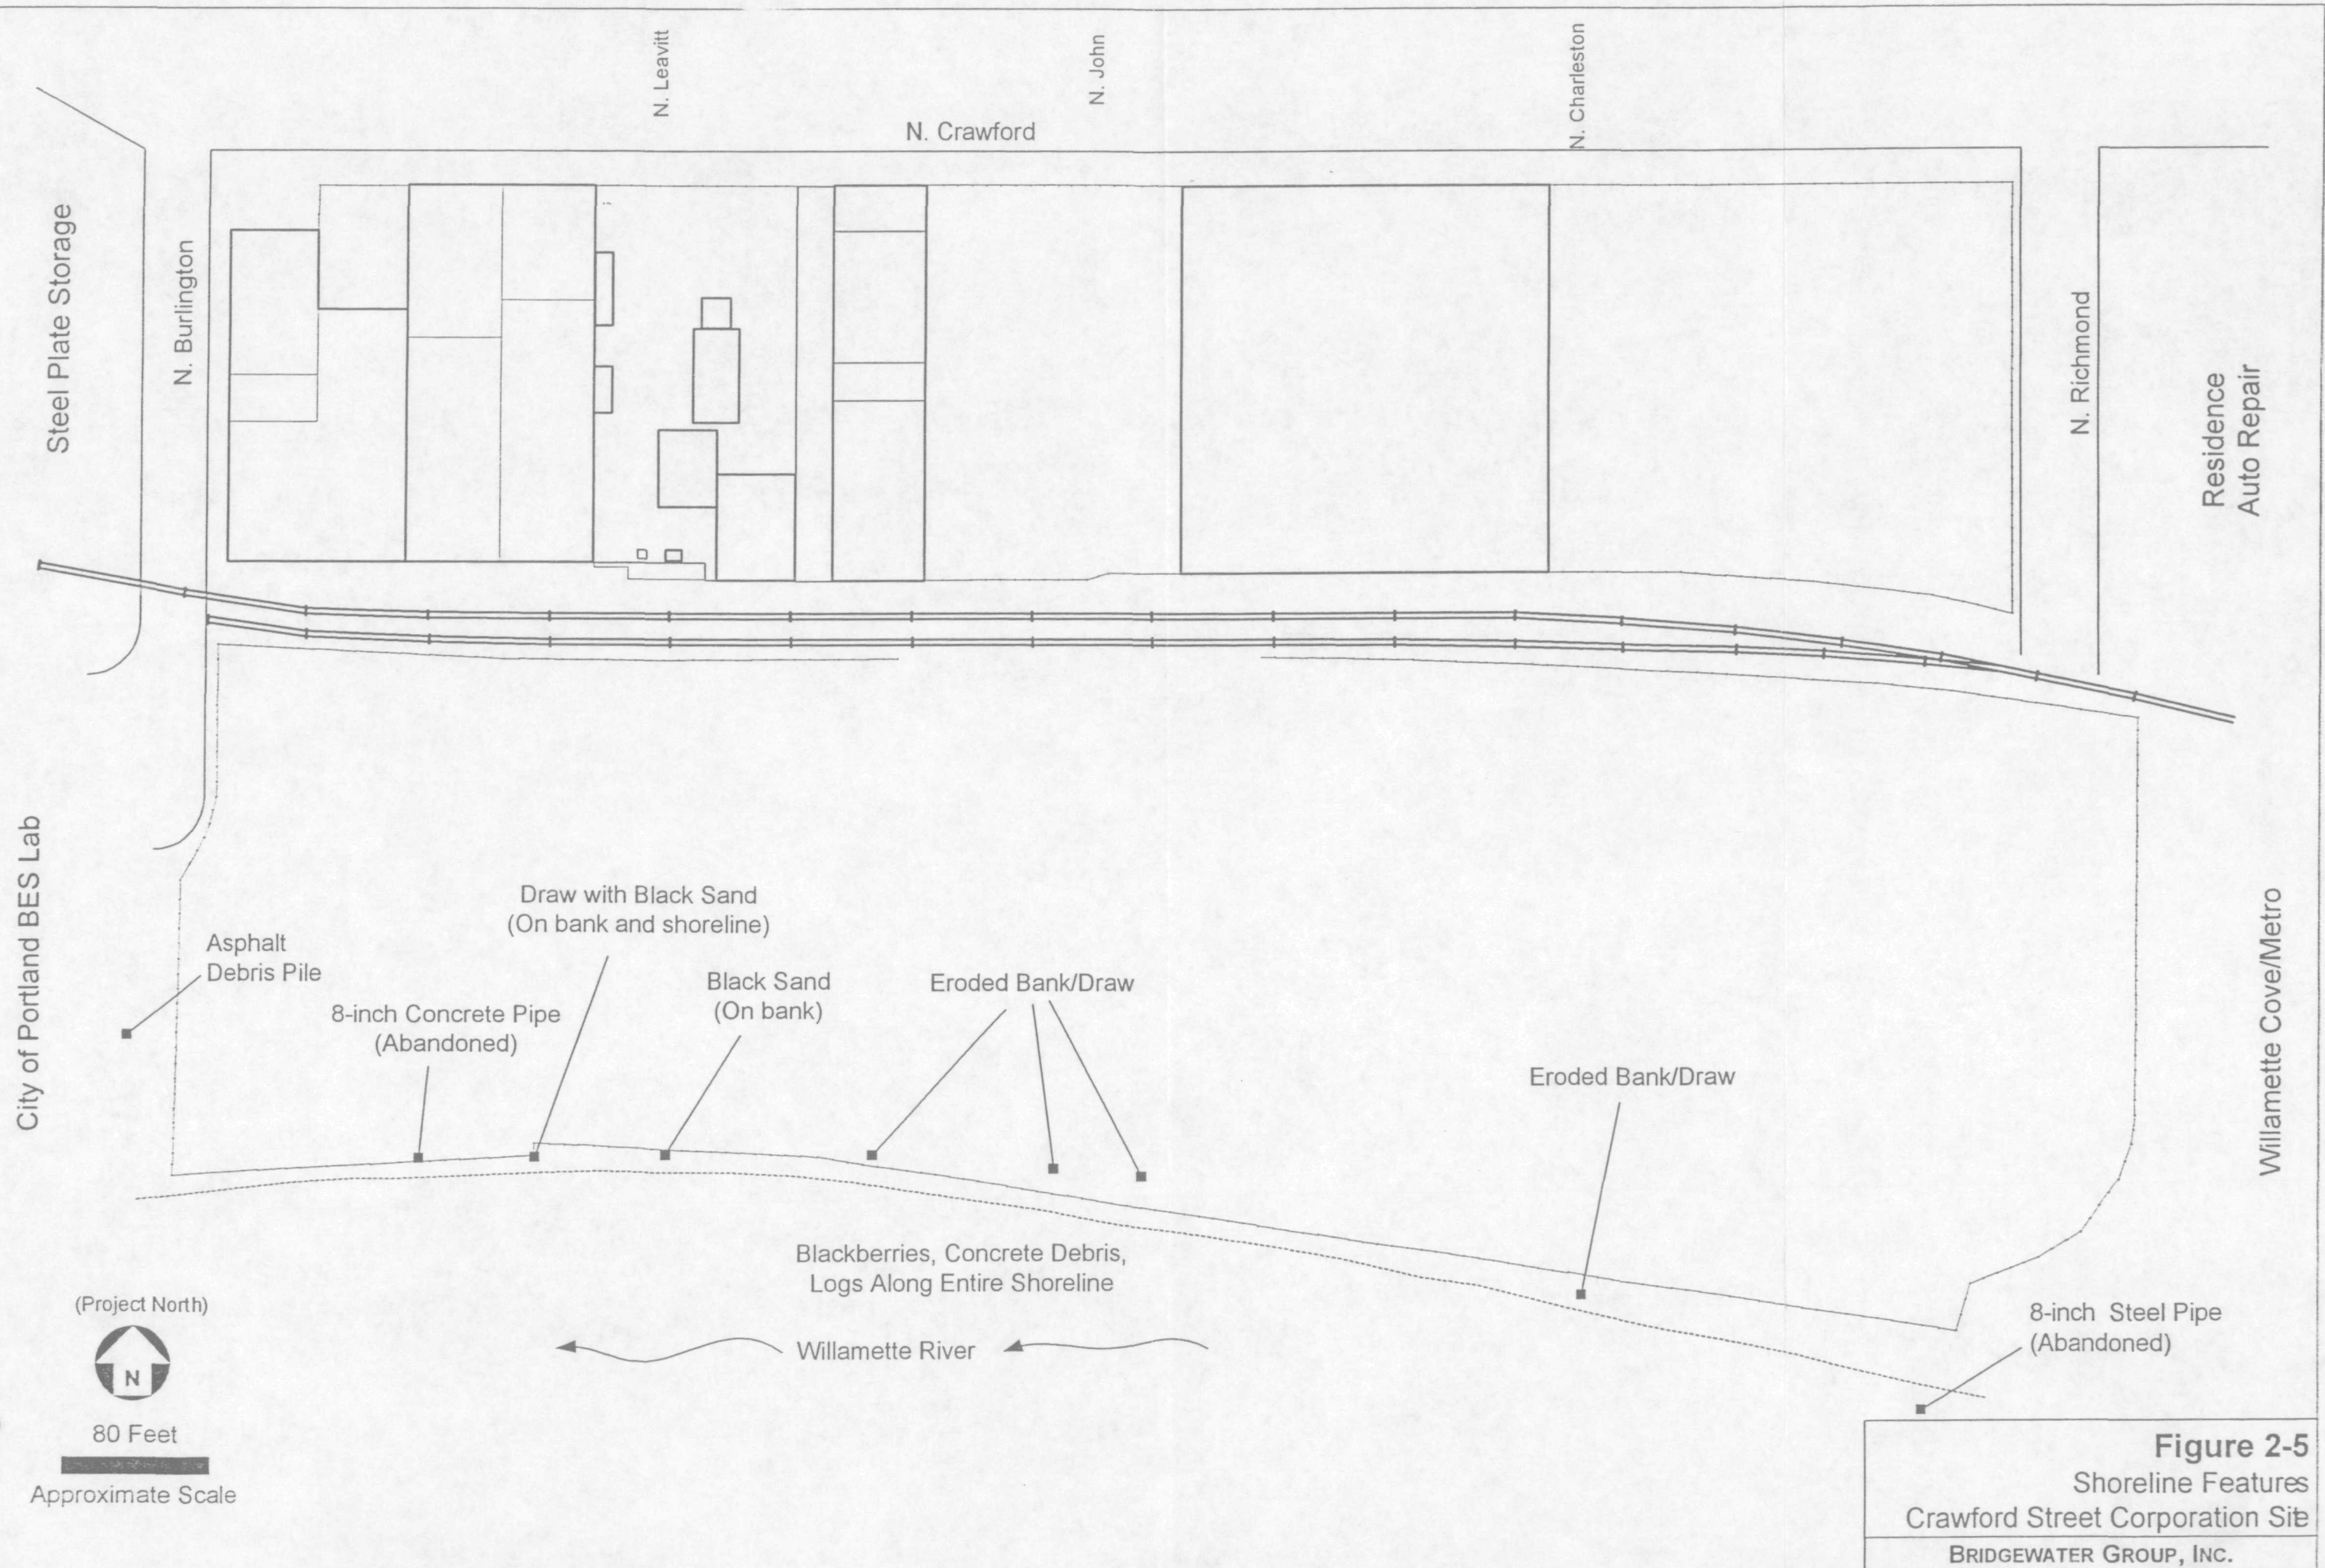 N. Leavitt
N. John
N. Charleston
N. Crawford
Steel Plate Storage
N. Burlington
N. Richmond
Residence
Auto Repair
City of Portland BES Lab
Willamette Cove/Metro
Draw with Black Sand
(On bank and shoreline)
Asphalt
Debris Pile
Black Sand
(On bank)
Eroded Bank/Draw
8-inch Concrete Pipe
(Abandoned)
Eroded Bank/Draw
Blackberries, Concrete Debris,
Logs Along Entire Shoreline
(Project North)
N
Willamette River
8-inch Steel Pipe
(Abandoned)
80 Feet
Approximate Scale
Figure 2-5
Shoreline Features
Crawford Street Corporation Site
BRIDGEWATER GROUP, INC.